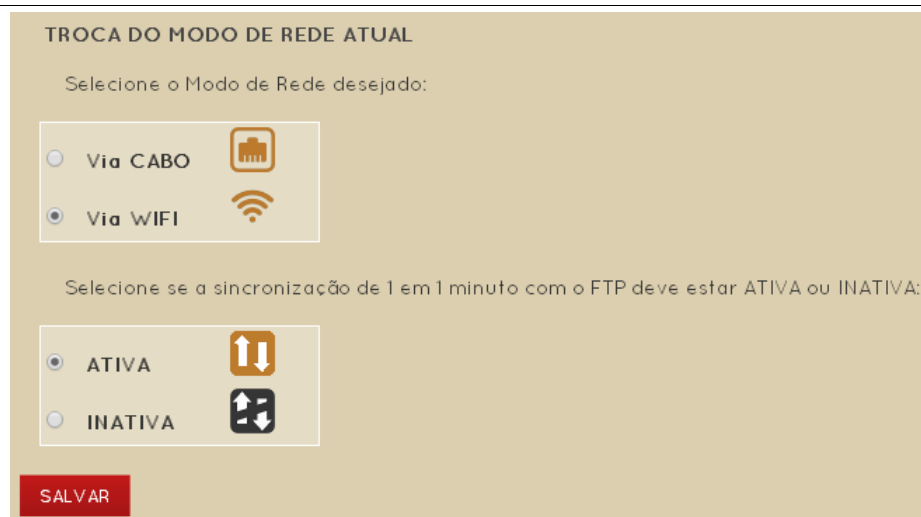 TROCA DO MODO DE REDE ATUAL
Selecione o Modo de Rede desejado:
Via CABO
Via WIFI
Selecione se a sincronização de 1 em 1 minuto com o FTP deve estar ATIVA ou INATIVA:
ATIVA
INATIVA
SALVAR